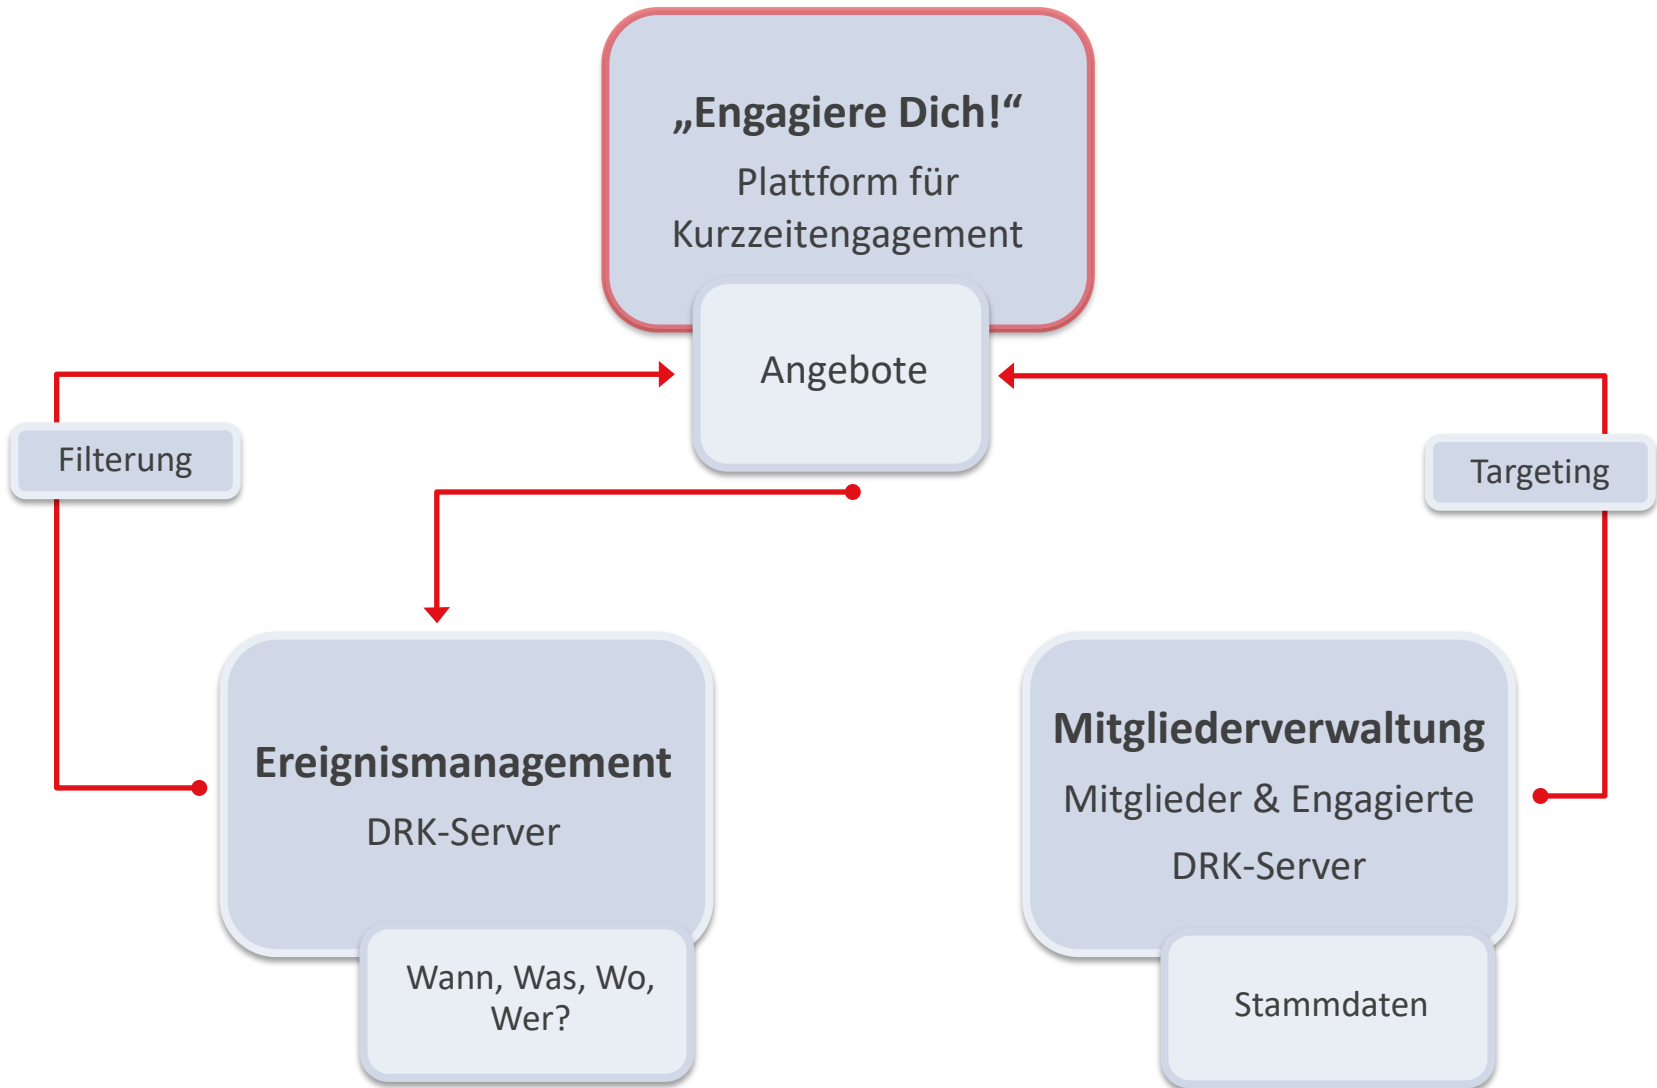 „Engagiere Dich!“
Plattform für
Kurzzeitengagement
Angebote
Filterung
Targeting
Ereignismanagement
DRK-Server
Wann, Was, Wo,
Wer?
Mitgliederverwaltung
Mitglieder & Engagierte
DRK-Server
Stammdaten